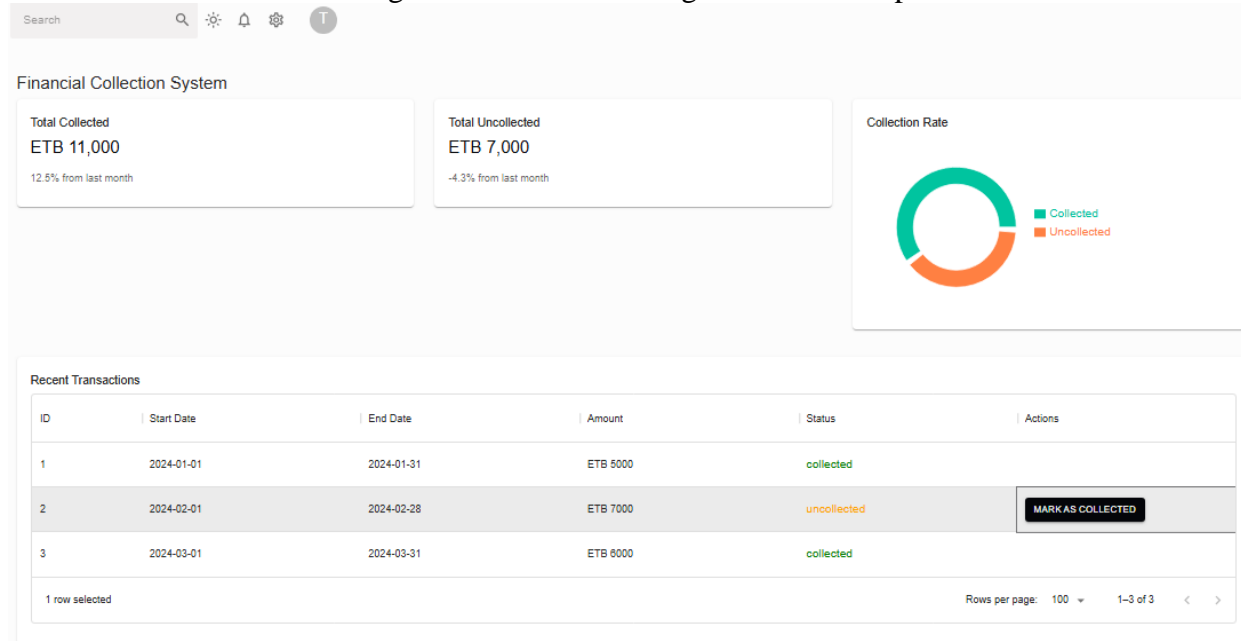 Search
T
Financial Collection System
Total Collected
ETB 11,000
12.5% from last month
Total Uncollected
ETB 7,000
-4.3% from last month
Collection Rate
Collected
Uncollected
Recent Transactions
ID Start Date End Date Amount Status Actions
1 2024-01-01 2024-01-31 ETB 5000 collected
2 2024-02-01 2024-02-28 ETB 7000 uncollected MARK AS COLLECTED
3 2024-03-01 2024-03-31 ETB 6000 collected
1 row selected Rows per page: 100 1–3 of 3